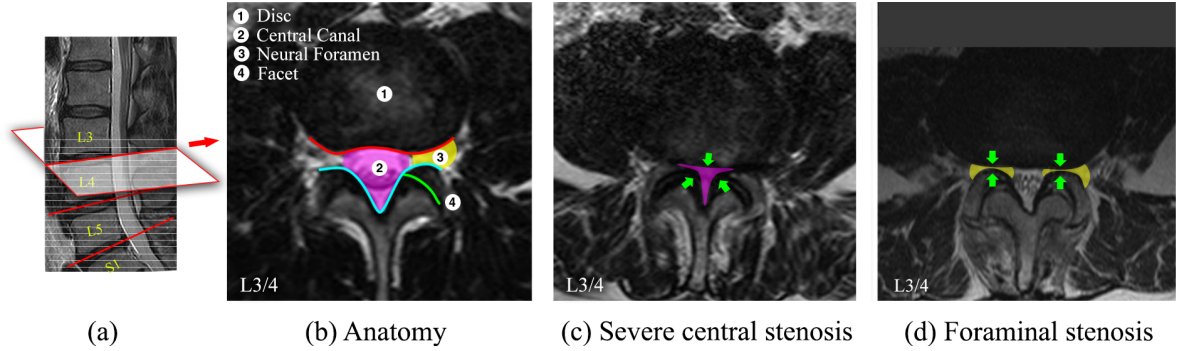 ① Disc
② Central Canal
③ Neural Foramen
④ Facet
L3
L4
L5
S1
1
2
3
4
L3/4
L3/4
L3/4
(a)
(b) Anatomy
(c) Severe central stenosis
(d) Foraminal stenosis